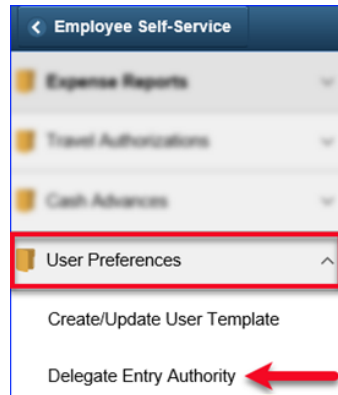 Employee Self-Service
Expense Reports
Travel Authorizations
Cash Advances
User Preferences
Create/Update User Template
Delegate Entry Authority